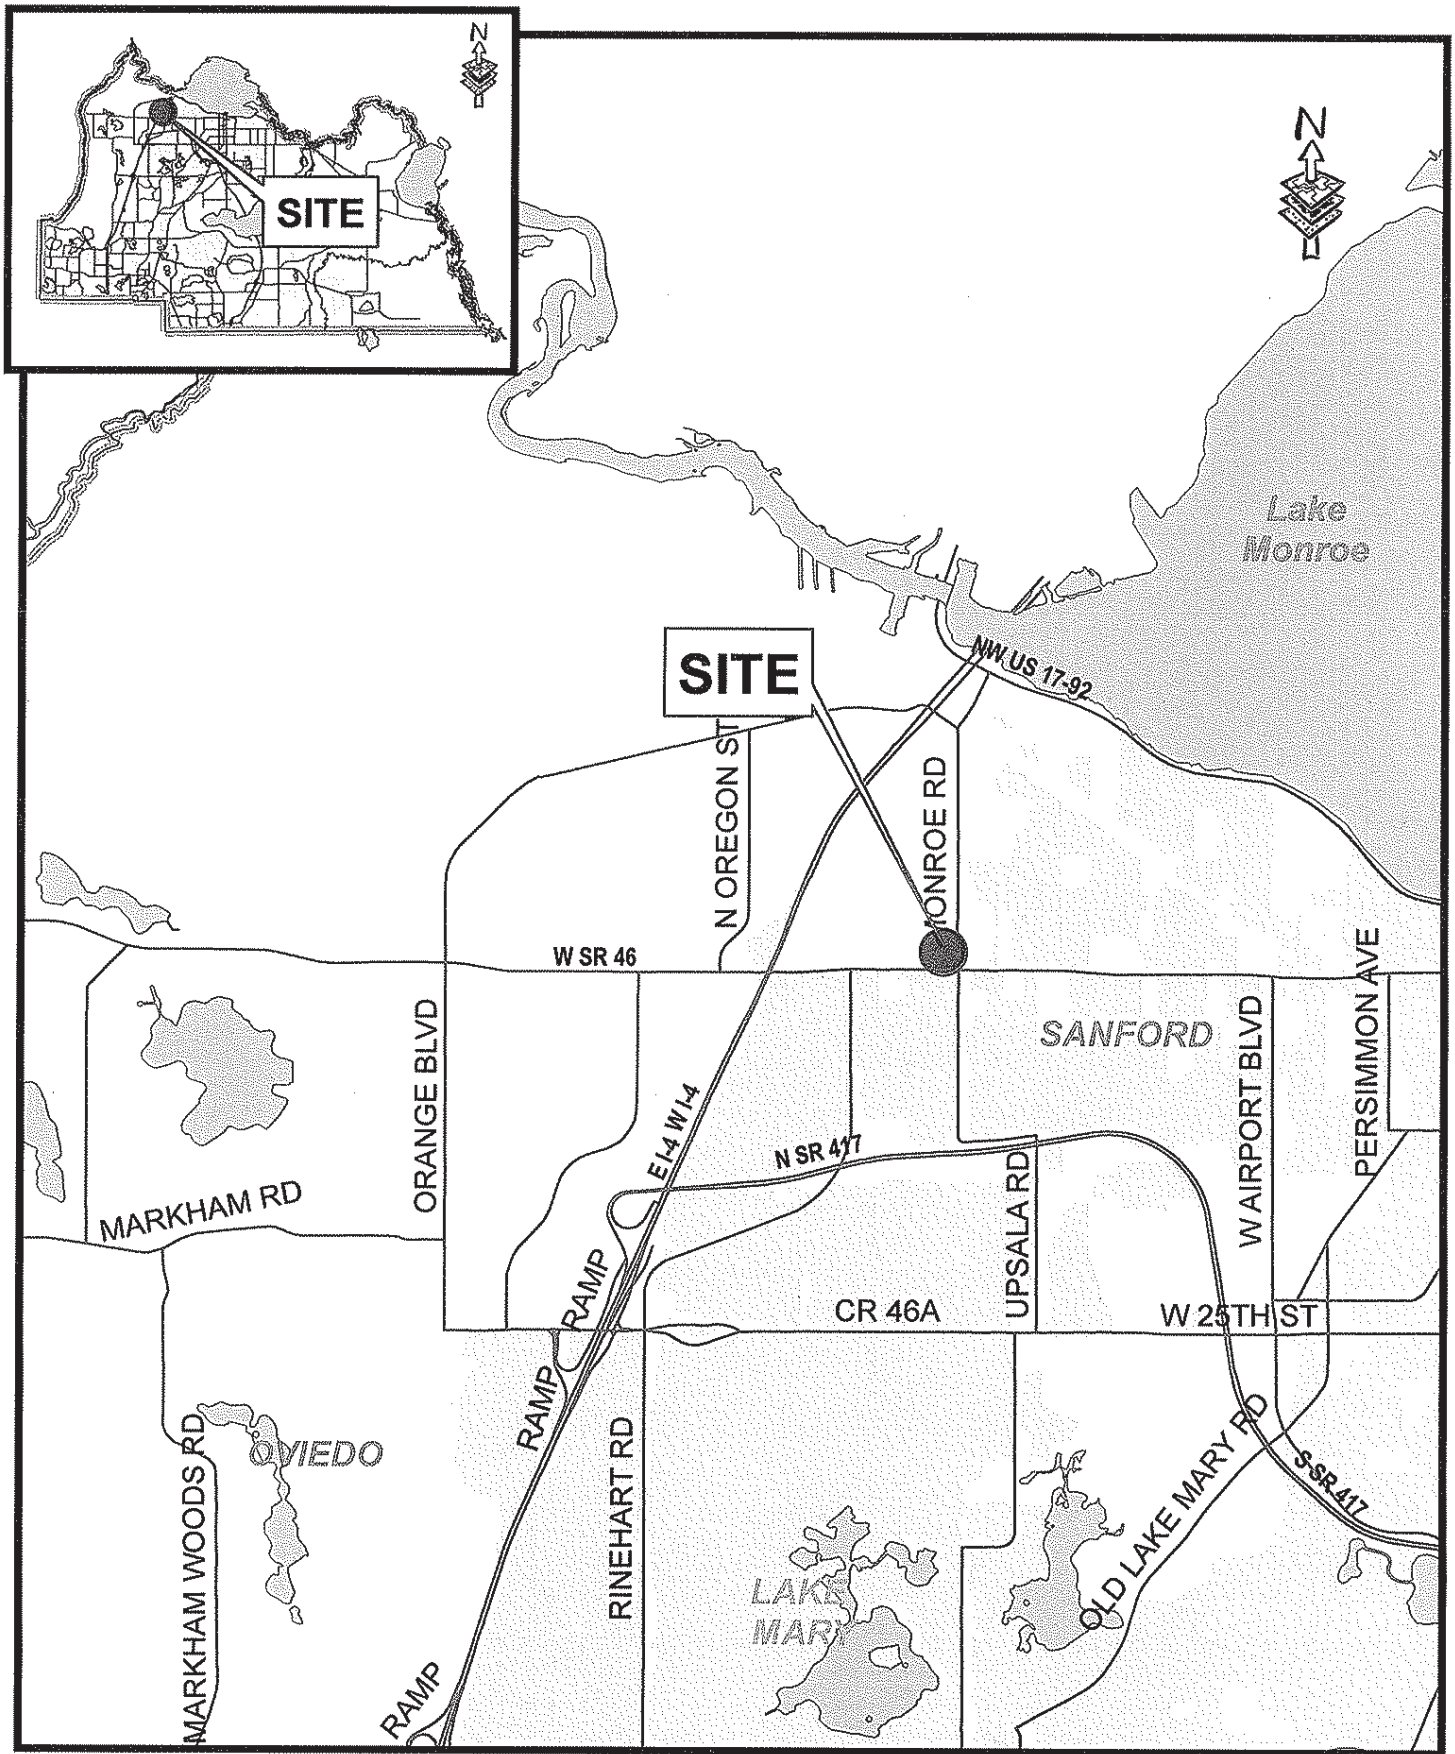 N
SITE
N
Lake
Monroe
NW US 17-92
SITE
N OREGON ST
ONROE RD
W SR 46
SANFORD
PERSIMMON AVE
ORANGE BLVD
W AIRPORT BLVD
E I-4 W I-4
N SR 417
MARKHAM RD
UPSALA RD
RAMP
CR 46A
W 25TH ST
RAMP
OVIEDO
MARKHAM WOODS RD
RINEHART RD
OLD LAKE MARY RD
S SR 417
LAKE
MARY
RAMP